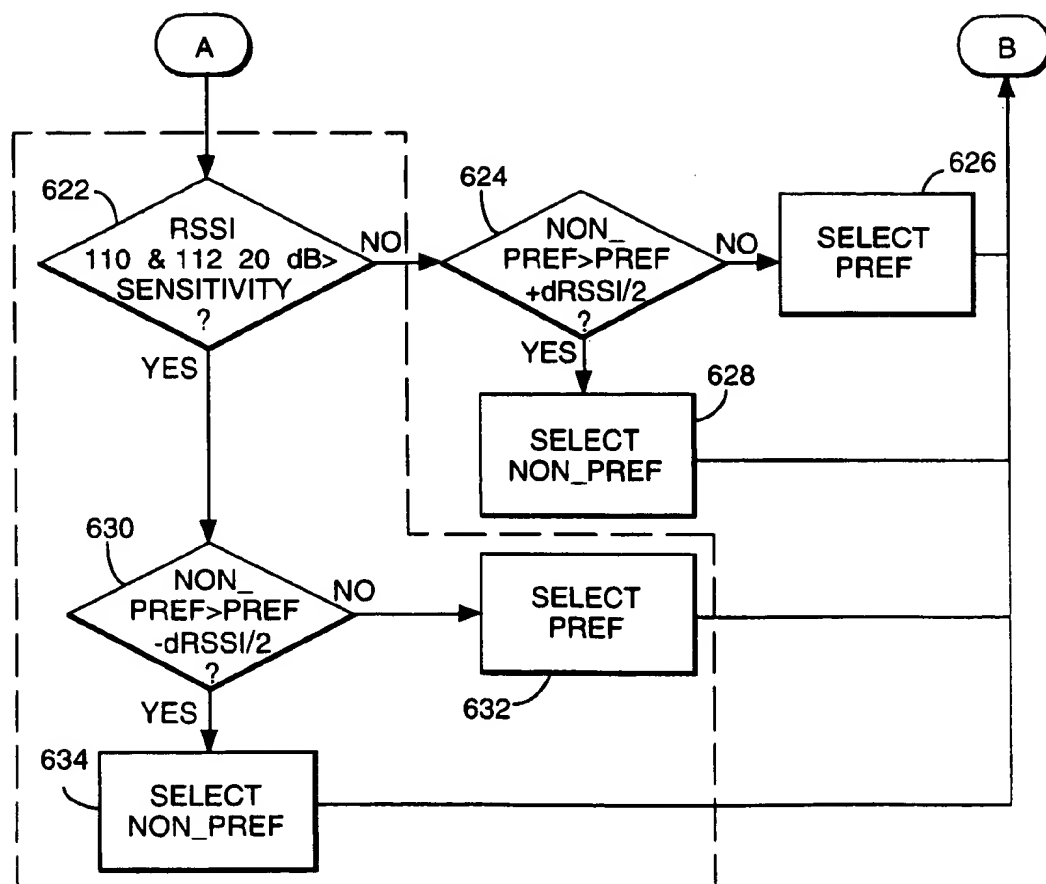 A
B
622
RSSI
110 & 112 20 dB>
SENSITIVITY
?
NO
YES
624
NON_
PREF>PREF
+dRSSI/2
?
NO
YES
626
SELECT
PREF
628
SELECT
NON_PREF
630
NON_
PREF>PREF
-dRSSI/2
?
NO
YES
SELECT
PREF
632
634
SELECT
NON_PREF